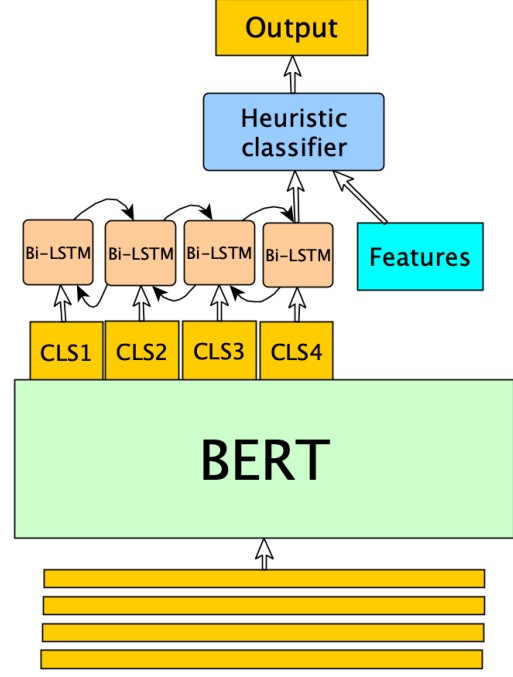 Output
Heuristic
classifier
Bi-LSTM
Bi-LSTM
Bi-LSTM
Bi-LSTM
Features
CLS1
CLS2
CLS3
CLS4
BERT